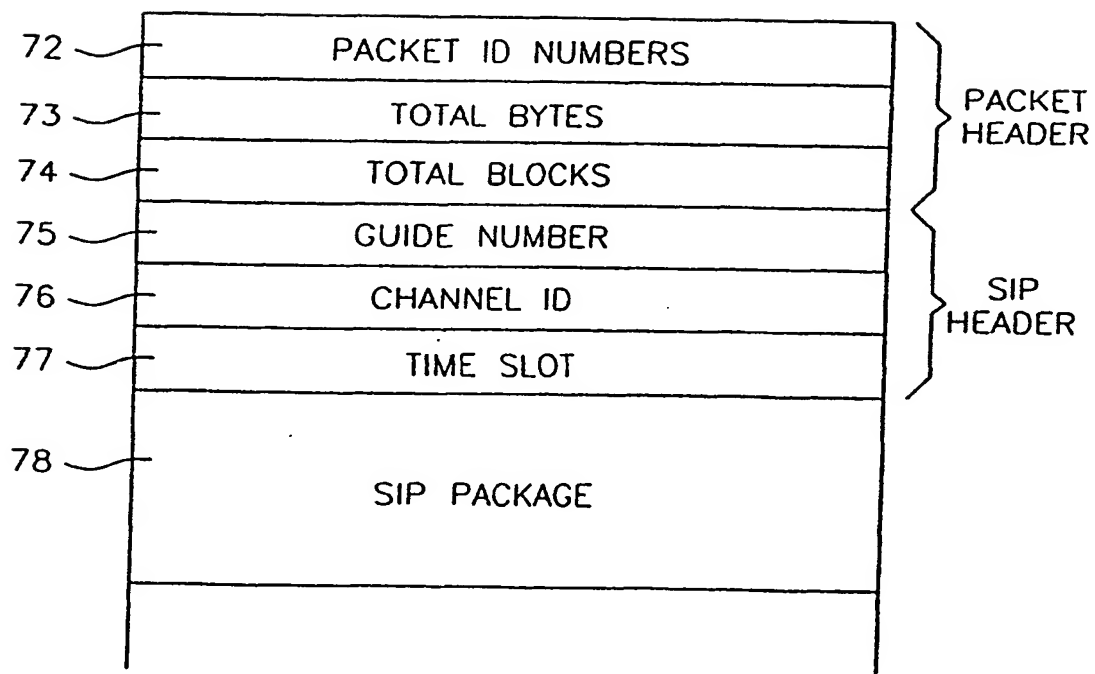 72 PACKET ID NUMBERS
73 TOTAL BYTES
74 TOTAL BLOCKS
PACKET
HEADER
75 GUIDE NUMBER
76 CHANNEL ID
77 TIME SLOT
SIP
HEADER
78 SIP PACKAGE